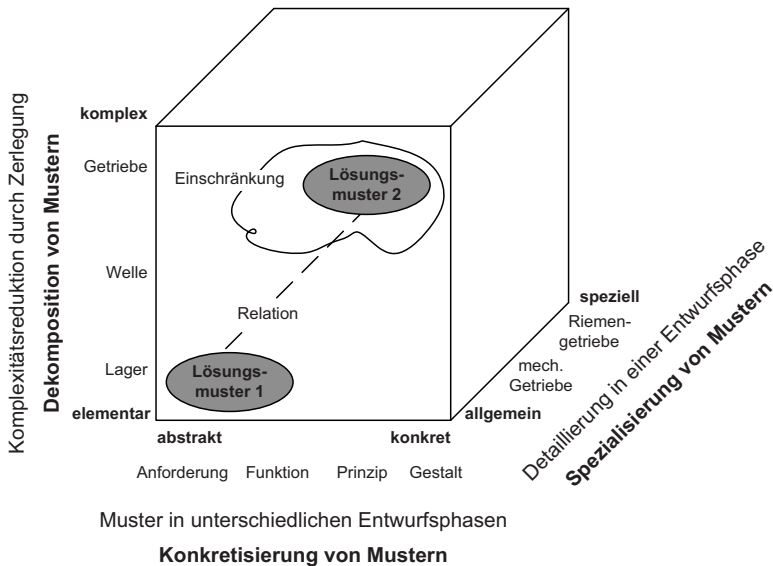 Komplexitätsreduktion durch Zerlegung
Dekomposition von Mustern
komplex
Getriebe
Welle
Lager
elementar
Einschränkung
Lösungs-
muster 2
Relation
Lösungs-
muster 1
speziell
Riemen-
getriebe
mech.
Getriebe
allgemein
Detaillierung in einer Entwurfsphase
Spezialisierung von Mustern
abstrakt konkret
Anforderung Funktion Prinzip Gestalt
Muster in unterschiedlichen Entwurfsphasen
Konkretisierung von Mustern